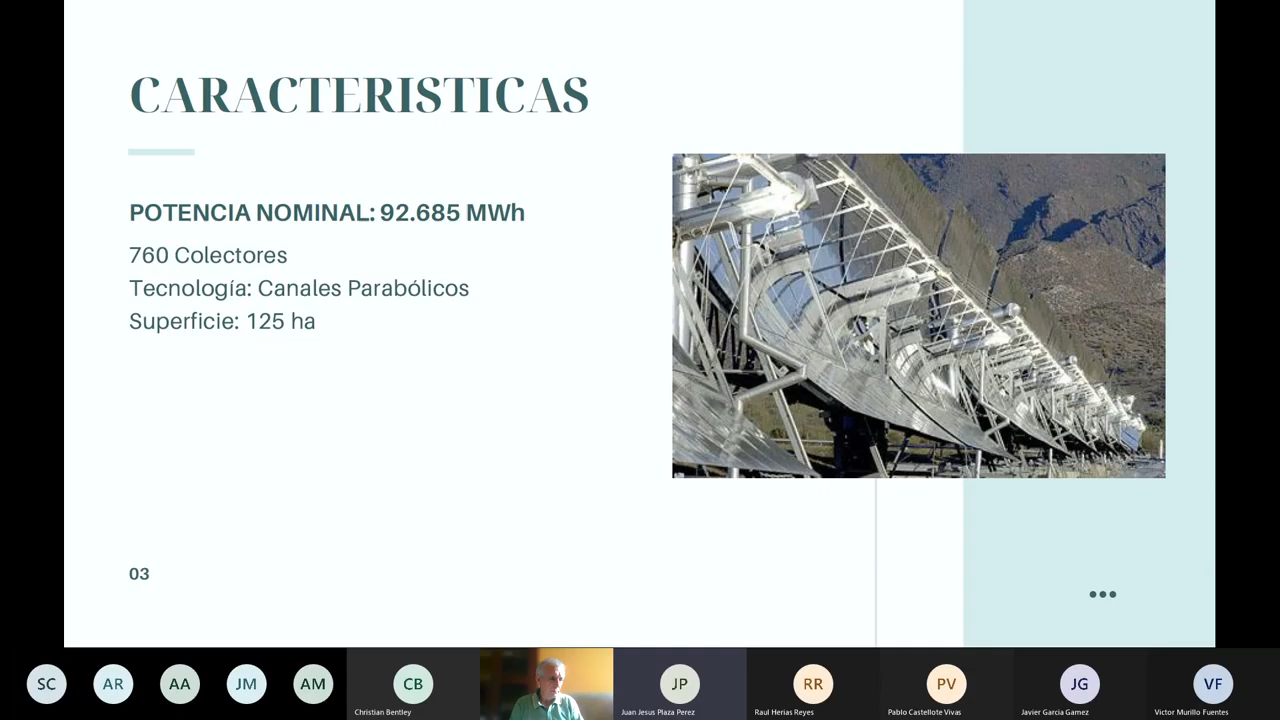 CARACTERISTICAS
POTENCIA NOMINAL: 92.685 MWh
760 Colectores
Tecnología: Canales Parabólicos
Superficie: 125 ha
03
SC
AR
AA
JM
AM
CB
Christian Bentley
JP
Juan Jesus Plaza Perez
RR
Raul Herias Reyes
PV
Pablo Castellote Vivas
JG
Javier Garcia Gamez
VF
Victor Murillo Fuentes